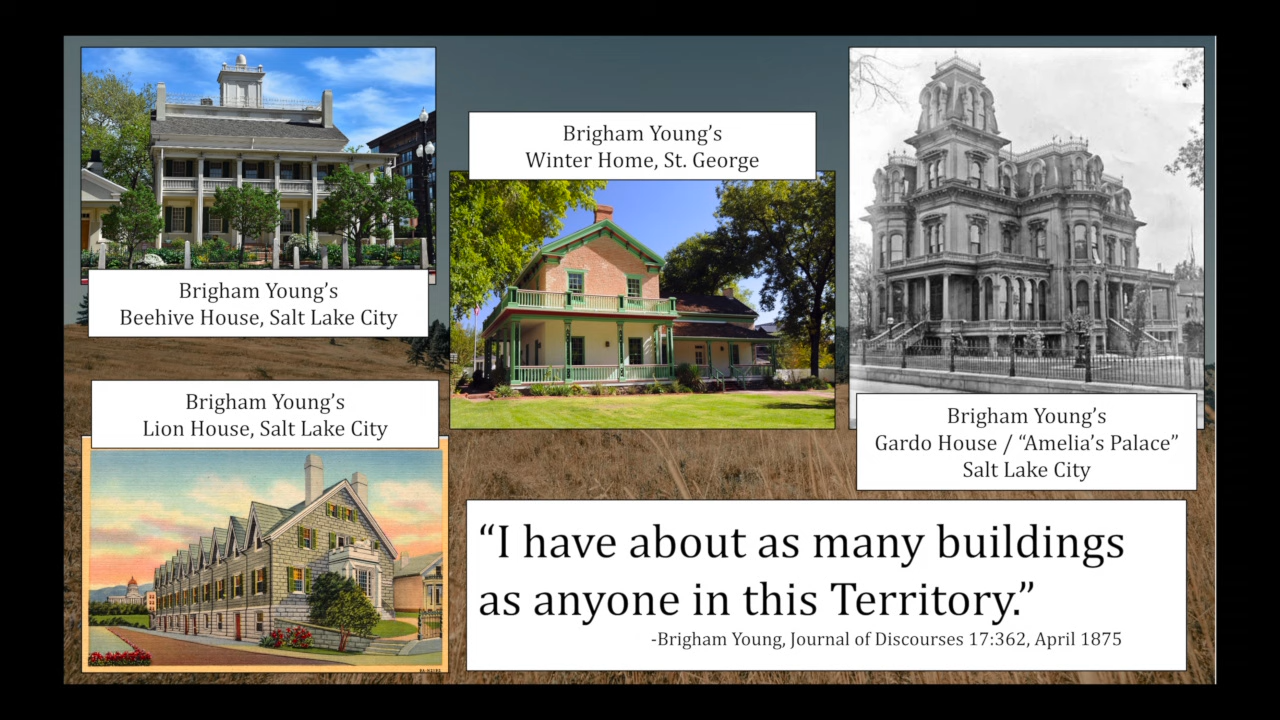 Brigham Young’s
Beehive House, Salt Lake City
Brigham Young’s
Winter Home, St. George
Brigham Young’s
Gardo House / “Amelia’s Palace”
Salt Lake City
Brigham Young’s
Lion House, Salt Lake City
“I have about as many buildings
as anyone in this Territory.”
-Brigham Young, Journal of Discourses 17:362, April 1875